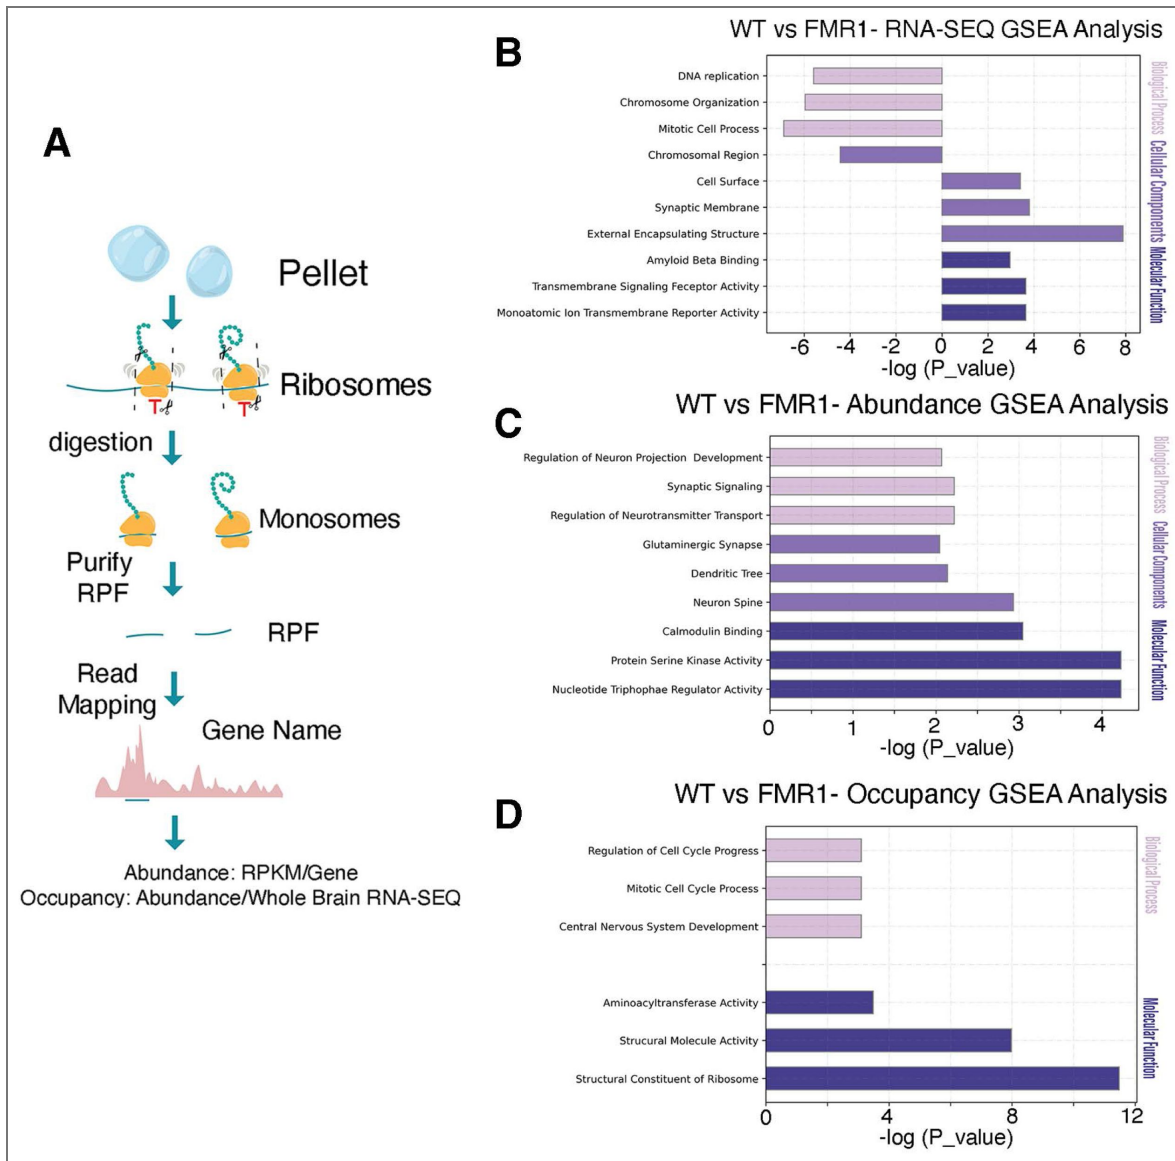 A
Pellet
Ribosomes
T
T
digestion
Monosomes
Purify
RPF
RPF
Read
Mapping
Gene Name
Abundance: RPKM/Gene
Occupancy: Abundance/Whole Brain RNA-SEQ
B
WT vs FMR1- RNA-SEQ GSEA Analysis
DNA replication
Chromosome Organization
Mitotic Cell Process
Chromosomal Region
Cell Surface
Synaptic Membrane
External Encapsulating Structure
Amyloid Beta Binding
Transmembrane Signaling Feceptor Activity
Monoatomic Ion Transmembrane Reporter Activity
-6 -4 -2 0 2 4 6 8
-log (P_value)
Biological Process
Cellular Components
Molecular Function
C
WT vs FMR1- Abundance GSEA Analysis
Regulation of Neuron Projection Development
Synaptic Signaling
Regulation of Neurotransmitter Transport
Glutaminergic Synapse
Dendritic Tree
Neuron Spine
Calmodulin Binding
Protein Serine Kinase Activity
Nucleotide Triphophae Regulator Activity
0 1 2 3 4
-log (P_value)
Biological Process
Cellular Components
Molecular Function
D
WT vs FMR1- Occupancy GSEA Analysis
Regulation of Cell Cycle Progress
Mitotic Cell Cycle Process
Central Nervous System Development
Aminoacyltransferase Activity
Strucural Molecule Activity
Structural Constituent of Ribosome
0 4 8 12
-log (P_value)
Biological Process
Molecular Function